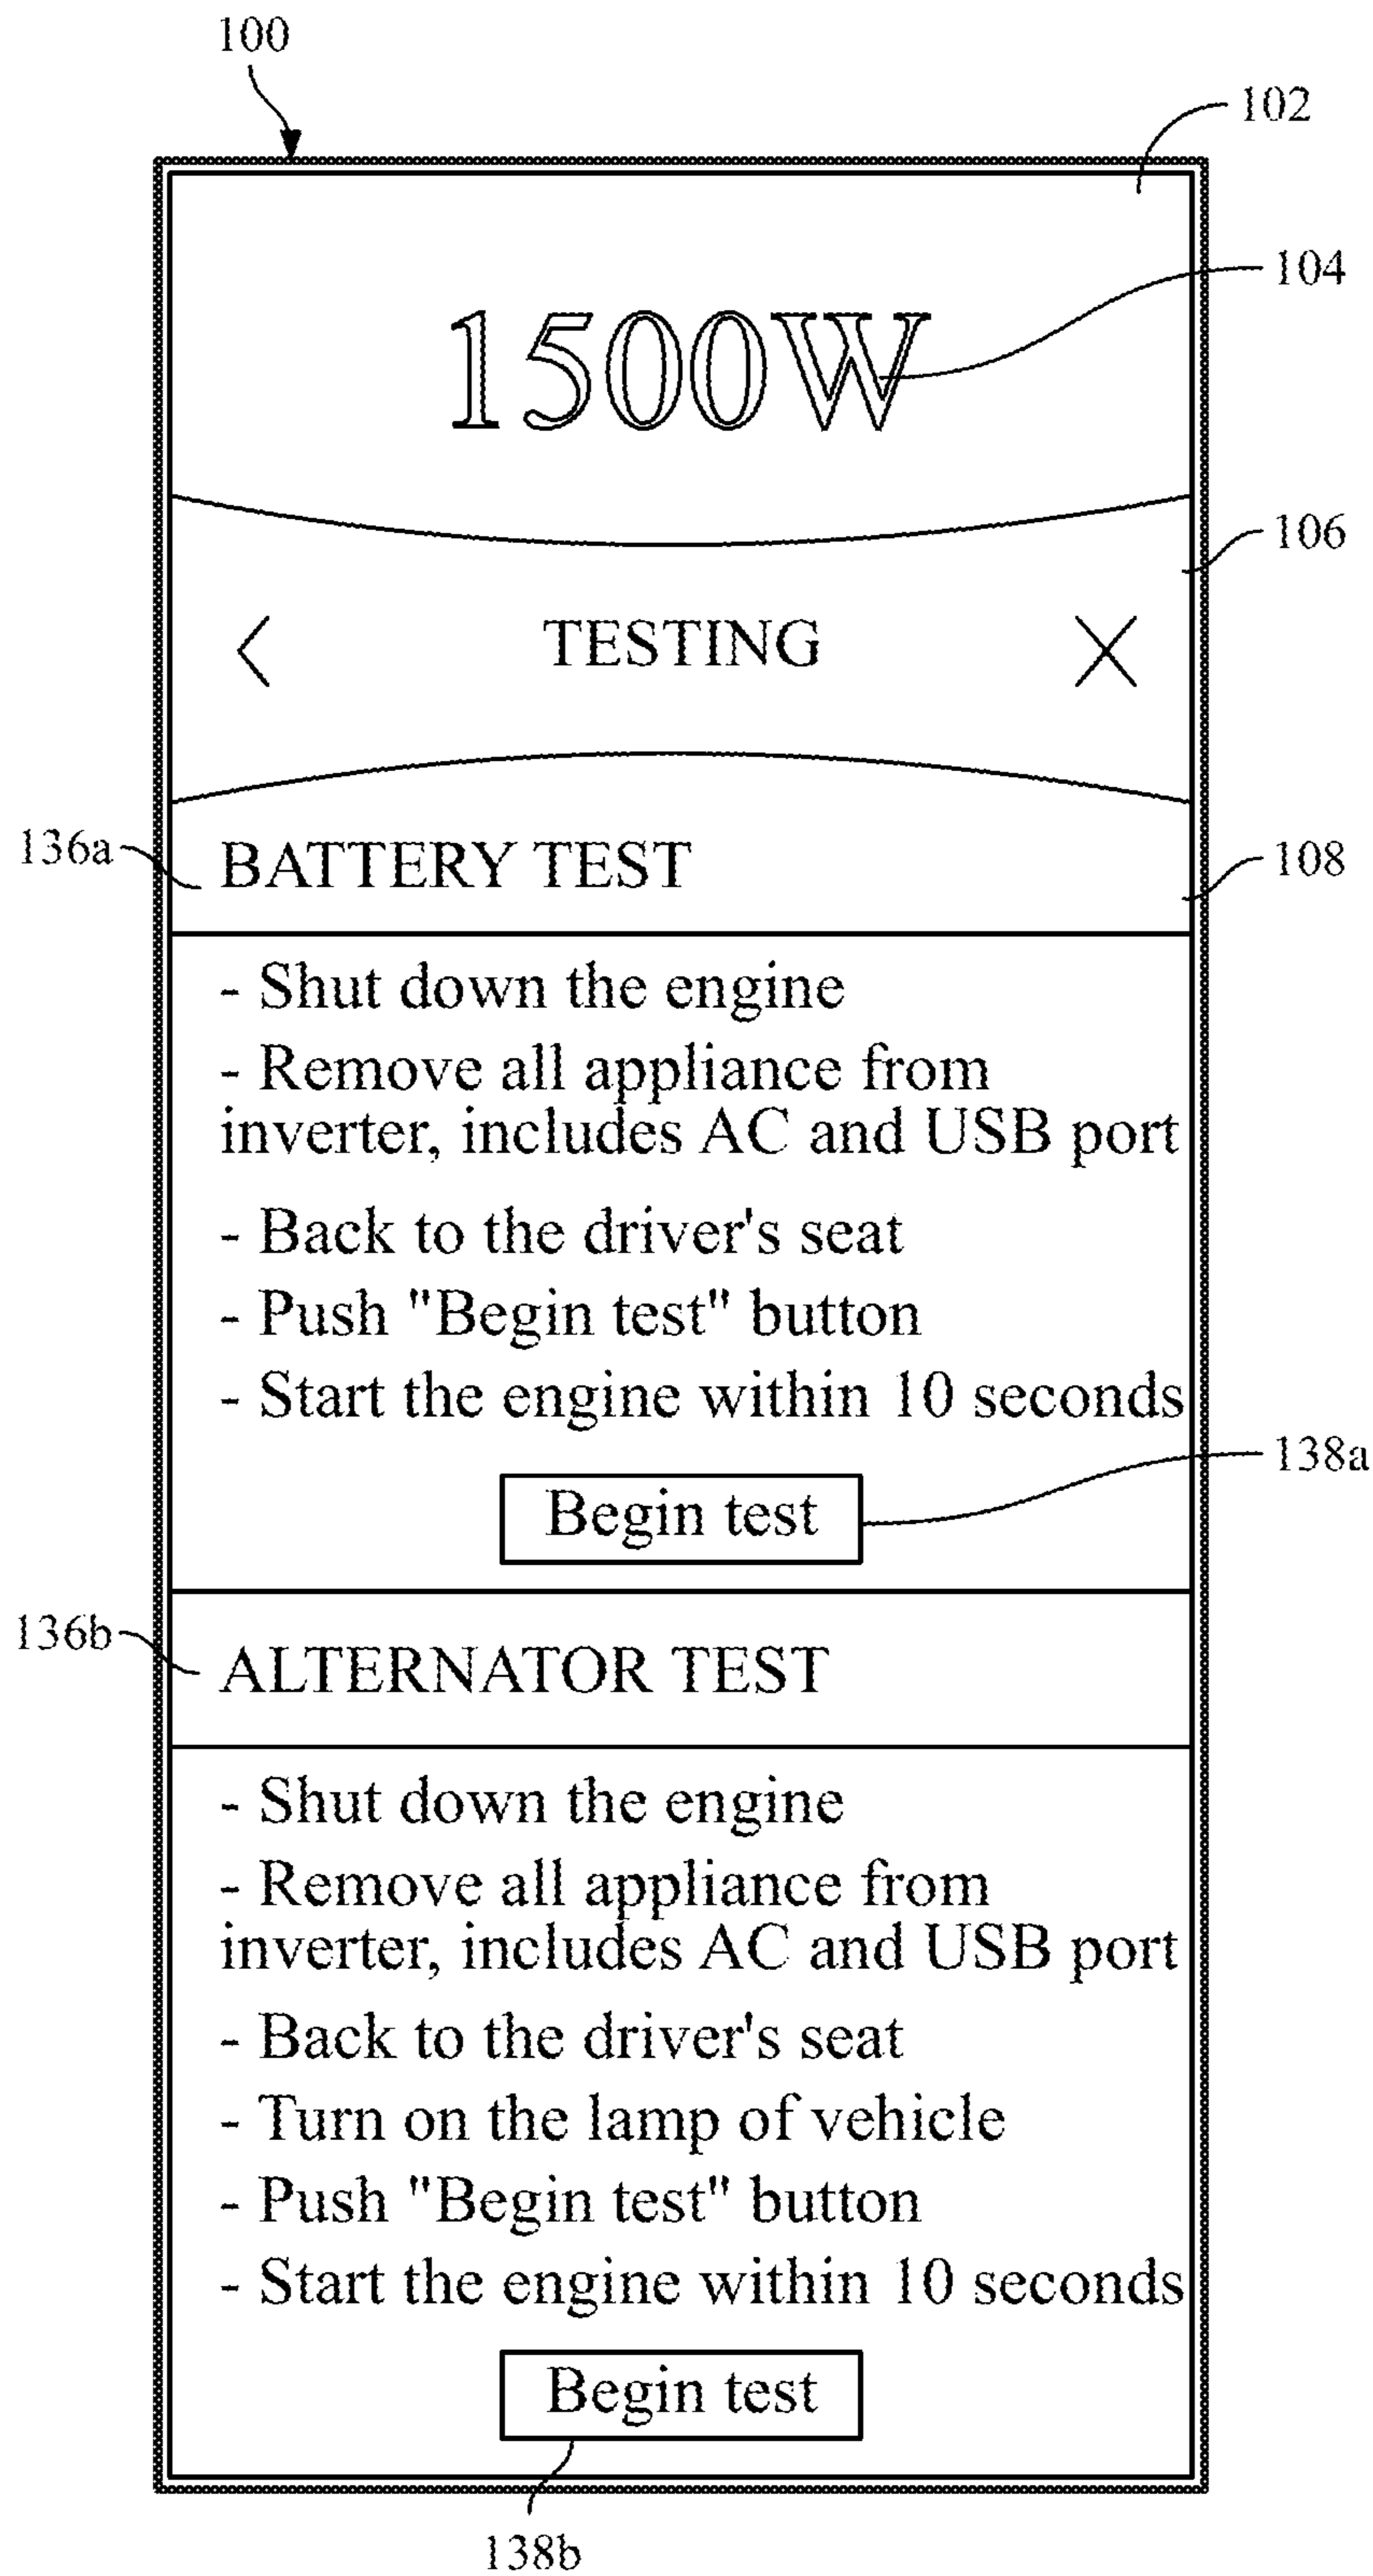 100
102
104
1500W
106
< TESTING X
136a
BATTERY TEST
108
- Shut down the engine
- Remove all appliance from
inverter, includes AC and USB port
- Back to the driver's seat
- Push "Begin test" button
- Start the engine within 10 seconds
138a
Begin test
136b
ALTERNATOR TEST
- Shut down the engine
- Remove all appliance from
inverter, includes AC and USB port
- Back to the driver's seat
- Turn on the lamp of vehicle
- Push "Begin test" button
- Start the engine within 10 seconds
Begin test
138b